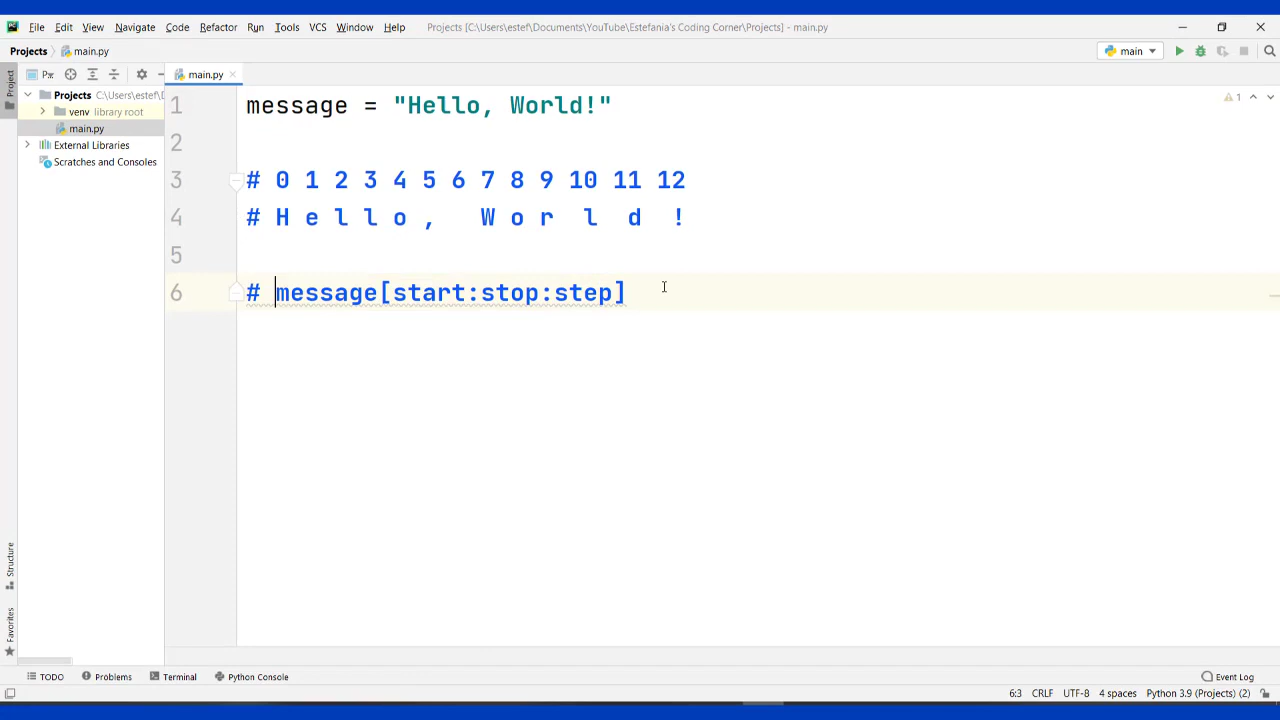 File Edit View Navigate Code Refactor Run Tools VCS Window Help Projects [C:\Users\estef\Documents\YouTube\Estefania's Coding Corner\Projects] - main.py
Projects main.py main
Project
main.py
Projects C:\Users\estef\
venv library root
main.py
External Libraries
Scratches and Consoles
1 message = "Hello, World!"
2
3 # 0 1 2 3 4 5 6 7 8 9 10 11 12
4 # H e l l o , W o r l d !
5
6 # message[start:stop:step]
1
Structure
Favorites
TODO Problems Terminal Python Console Event Log
6:3 CRLF UTF-8 4 spaces Python 3.9 (Projects) (2)